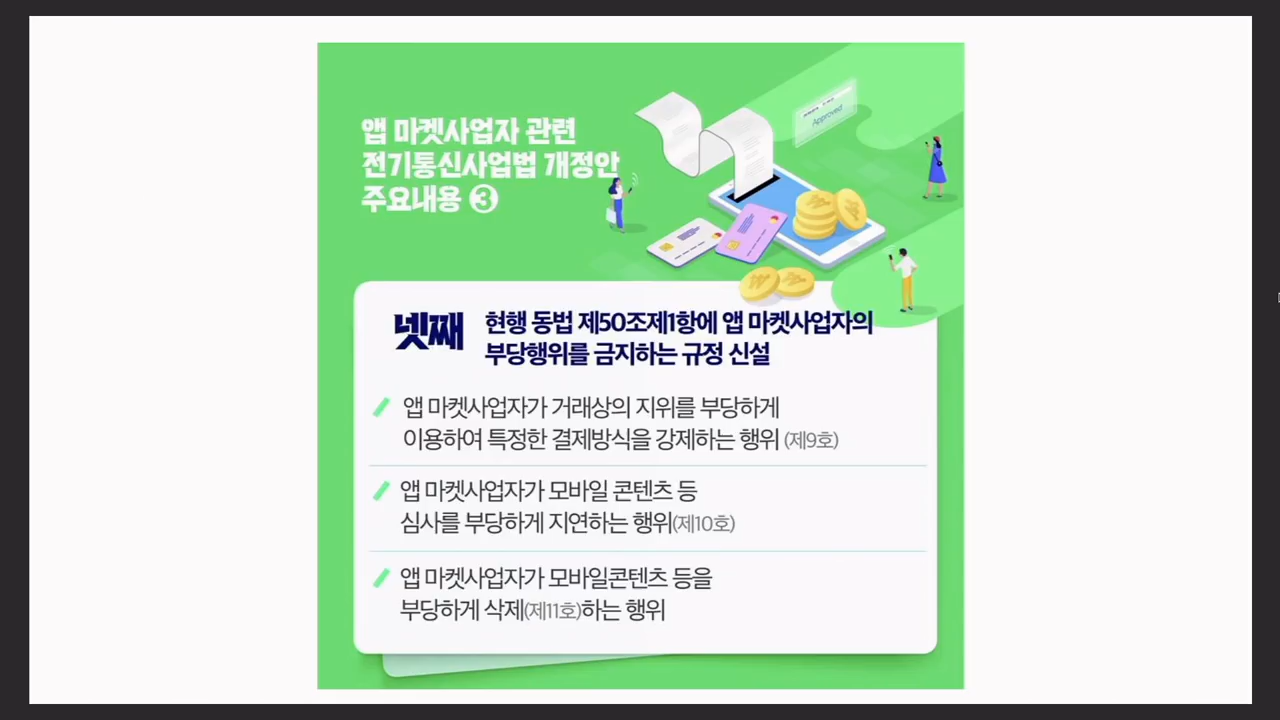 앱 마켓사업자 관련
전기통신사업법 개정안
주요내용 ❸
Approved
넷째
현행 동법 제50조제1항에 앱 마켓사업자의
부당행위를 금지하는 규정 신설
앱 마켓사업자가 거래상의 지위를 부당하게
이용하여 특정한 결제방식을 강제하는 행위 (제9호)
앱 마켓사업자가 모바일 콘텐츠 등
심사를 부당하게 지연하는 행위(제10호)
앱 마켓사업자가 모바일콘텐츠 등을
부당하게 삭제(제11호)하는 행위